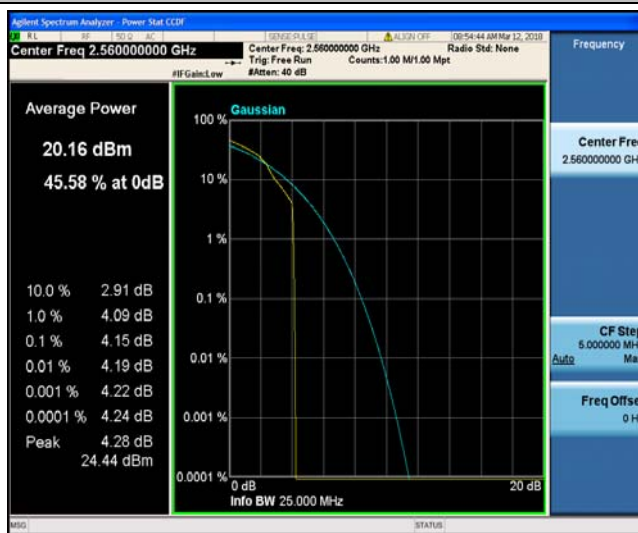 Agilent Spectrum Analyzer - Power Stat CCDF
RL RF 50 Ω AC SENSE:PULSE ALIGN OFF 08:54:44 AM Mar 12, 2018
Center Freq 2.560000000 GHz
Center Freq: 2.560000000 GHz Radio Std: None
Trig: Free Run Counts:1.00 M/1.00 Mpt
#IFGain:Low #Atten: 40 dB
Frequency
Average Power
20.16 dBm
45.58 % at 0dB
10.0 % 2.91 dB
1.0 % 4.09 dB
0.1 % 4.15 dB
0.01 % 4.19 dB
0.001 % 4.22 dB
0.0001 % 4.24 dB
Peak 4.28 dB
24.44 dBm
Gaussian
100 %
10 %
1 %
0.1 %
0.01 %
0.001 %
0.0001 %
0 dB 20 dB
Info BW 25.000 MHz
Center Fre
2.560000000 GH
CF Step
5.000000 MH
Auto Ma
Freq Offse
0 H
MSG STATUS